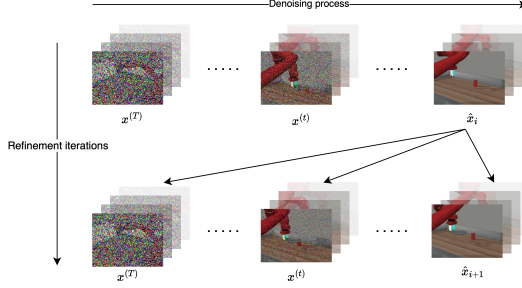 Denoising process
x^(T)
x^(t)
x̂_i
Refinement iterations
x^(T)
x^(t)
x̂_{i+1}